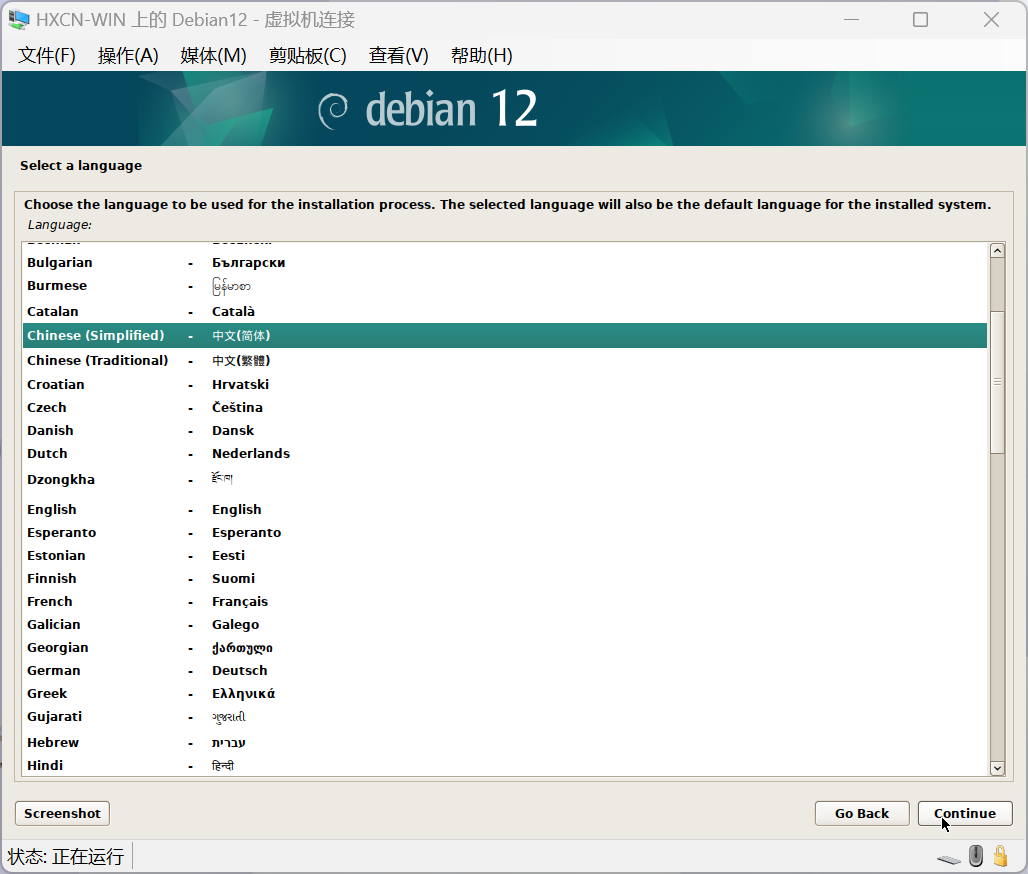 HXCN-WIN 上的 Debian12 - 虚拟机连接
文件(F) 操作(A) 媒体(M) 剪贴板(C) 查看(V) 帮助(H)
debian 12
Select a language
Choose the language to be used for the installation process. The selected language will also be the default language for the installed system.
Language:
Bulgarian - Български
Burmese - မြန်မာစာ
Catalan - Català
Chinese (Simplified) - 中文(简体)
Chinese (Traditional) - 中文(繁體)
Croatian - Hrvatski
Czech - Čeština
Danish - Dansk
Dutch - Nederlands
Dzongkha - རྫོང་ཁ།
English - English
Esperanto - Esperanto
Estonian - Eesti
Finnish - Suomi
French - Français
Galician - Galego
Georgian - ქართული
German - Deutsch
Greek - Ελληνικά
Gujarati - ગુજરાતી
Hebrew - עברית
Hindi - हिन्दी
Screenshot Go Back Continue
状态: 正在运行